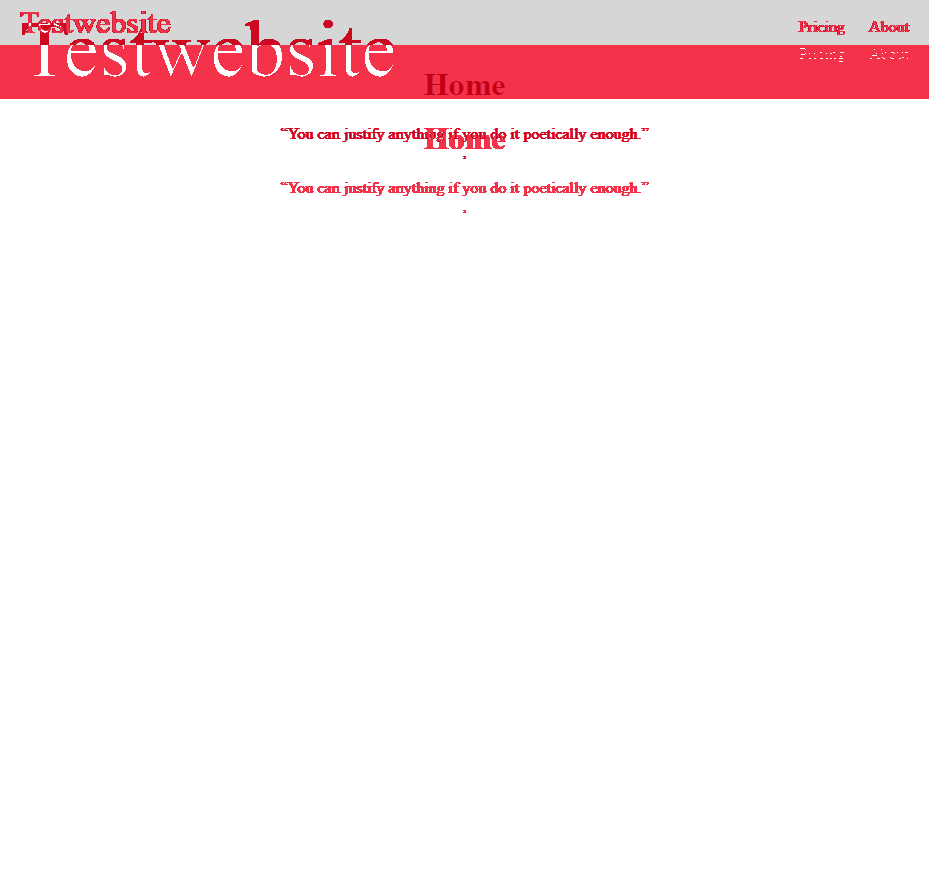 Testwebsite
Pricing About
Testwebsite
Pricing About
Home
“You can justify anything if you do it poetically enough.”
Home
“You can justify anything if you do it poetically enough.”